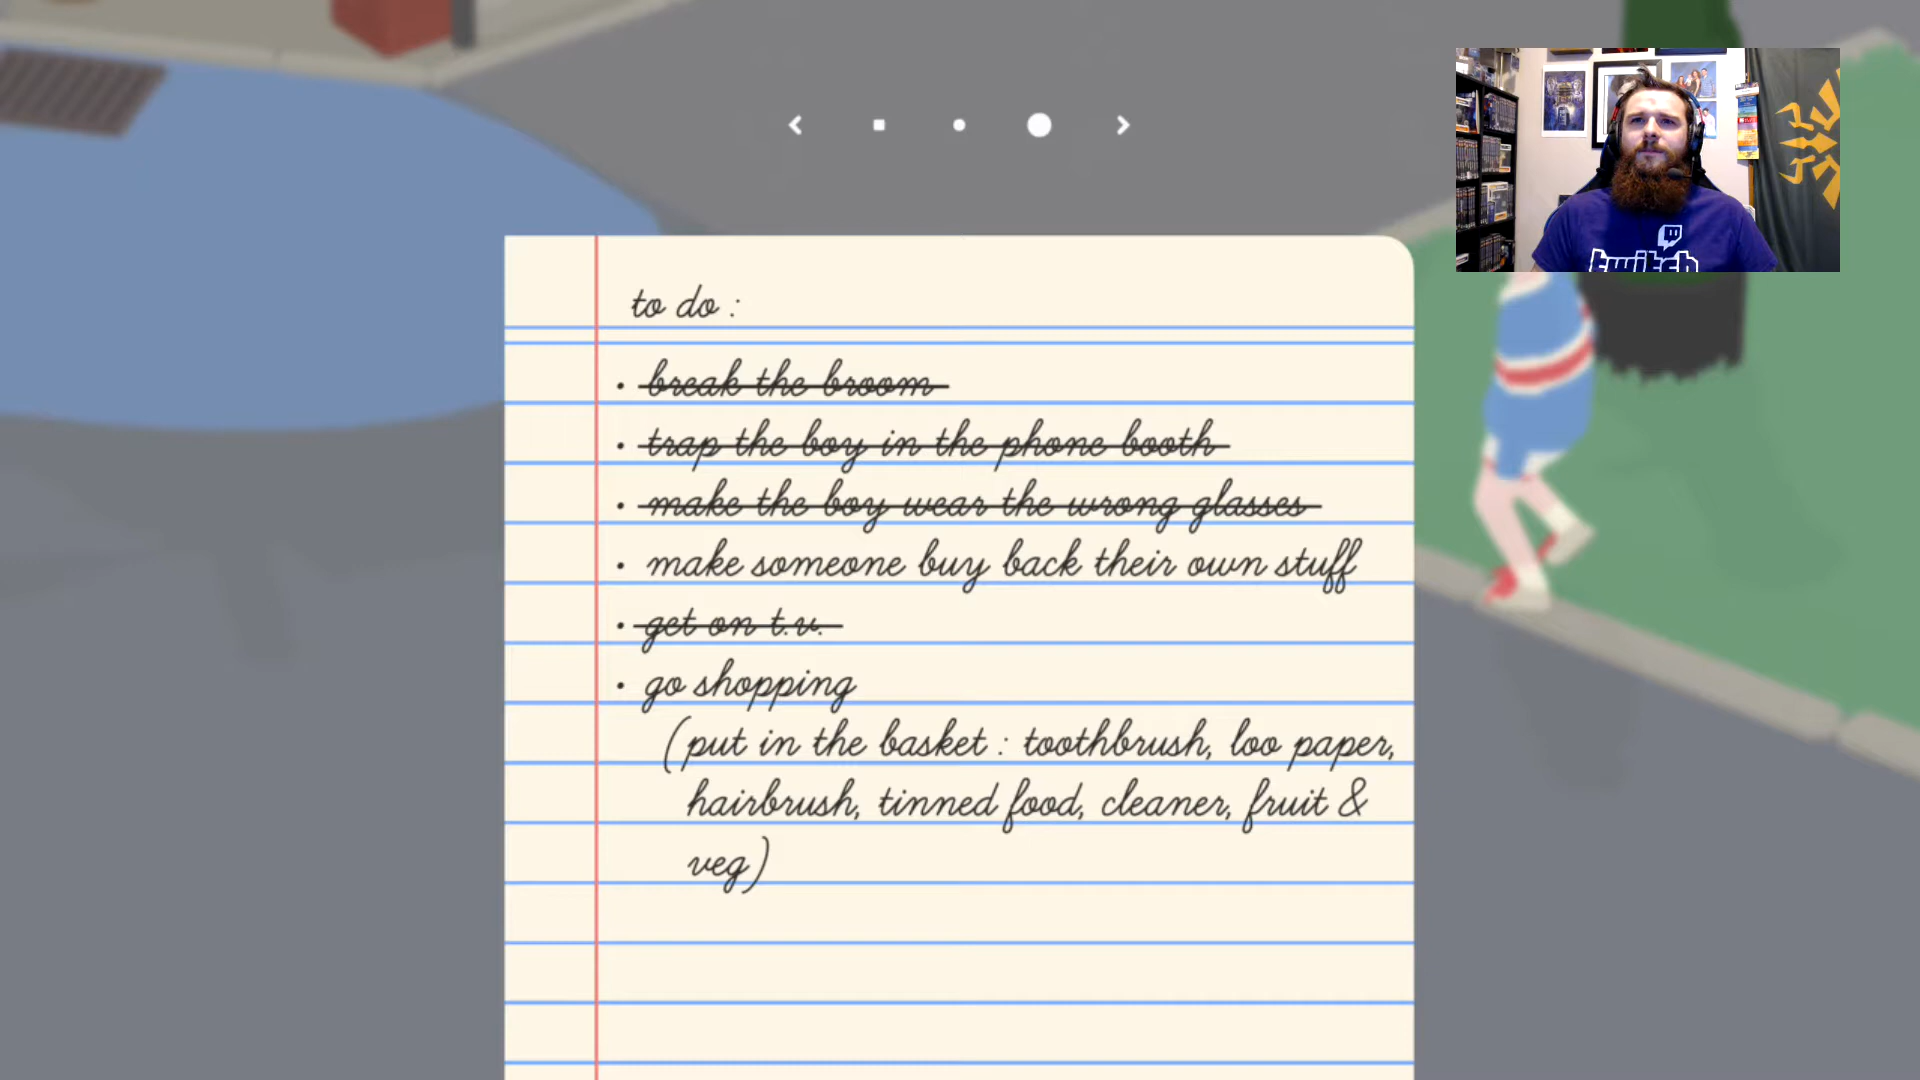 to do :
• break the broom
• trap the boy in the phone booth
• make the boy wear the wrong glasses
• make someone buy back their own stuff
• get on t.v.
• go shopping
(put in the basket : toothbrush, loo paper,
hairbrush, tinned food, cleaner, fruit &
veg)
twitch